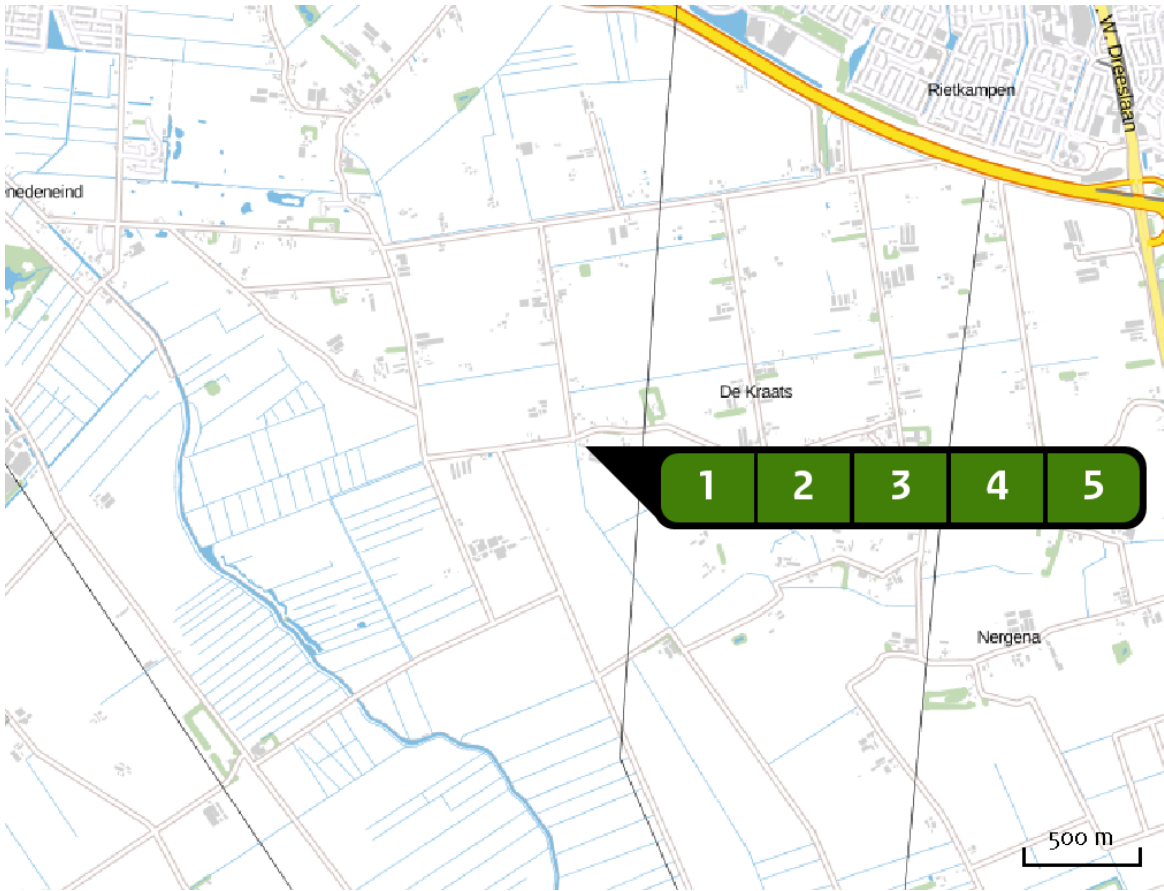 W. Dreeslaan
Rietkampen
nedeneind
De Kraats
1 2 3 4 5
Nergena
500 m